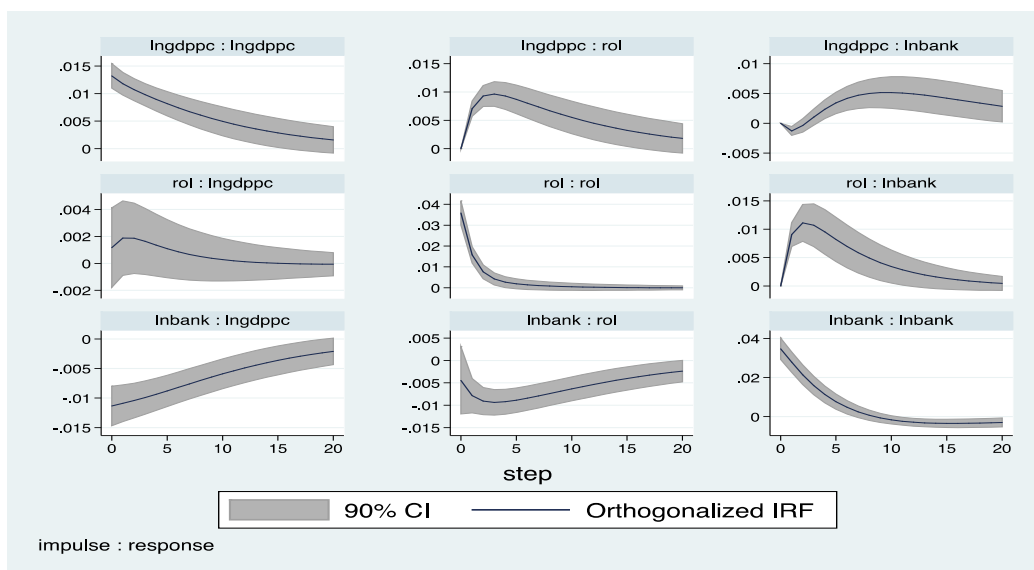 lngdppc : lngdppc
lngdppc : rol
lngdppc : lnbank
.015
.01
.005
0
.015
.01
.005
0
.01
.005
0
-.005
rol : lngdppc
rol : rol
rol : lnbank
.004
.002
0
-.002
.04
.03
.02
.01
0
.015
.01
.005
0
lnbank : lngdppc
lnbank : rol
lnbank : lnbank
0
-.005
-.01
-.015
.005
0
-.005
-.01
-.015
.04
.02
0
0 5 10 15 20
0 5 10 15 20
0 5 10 15 20
step
90% CI
Orthogonalized IRF
impulse : response